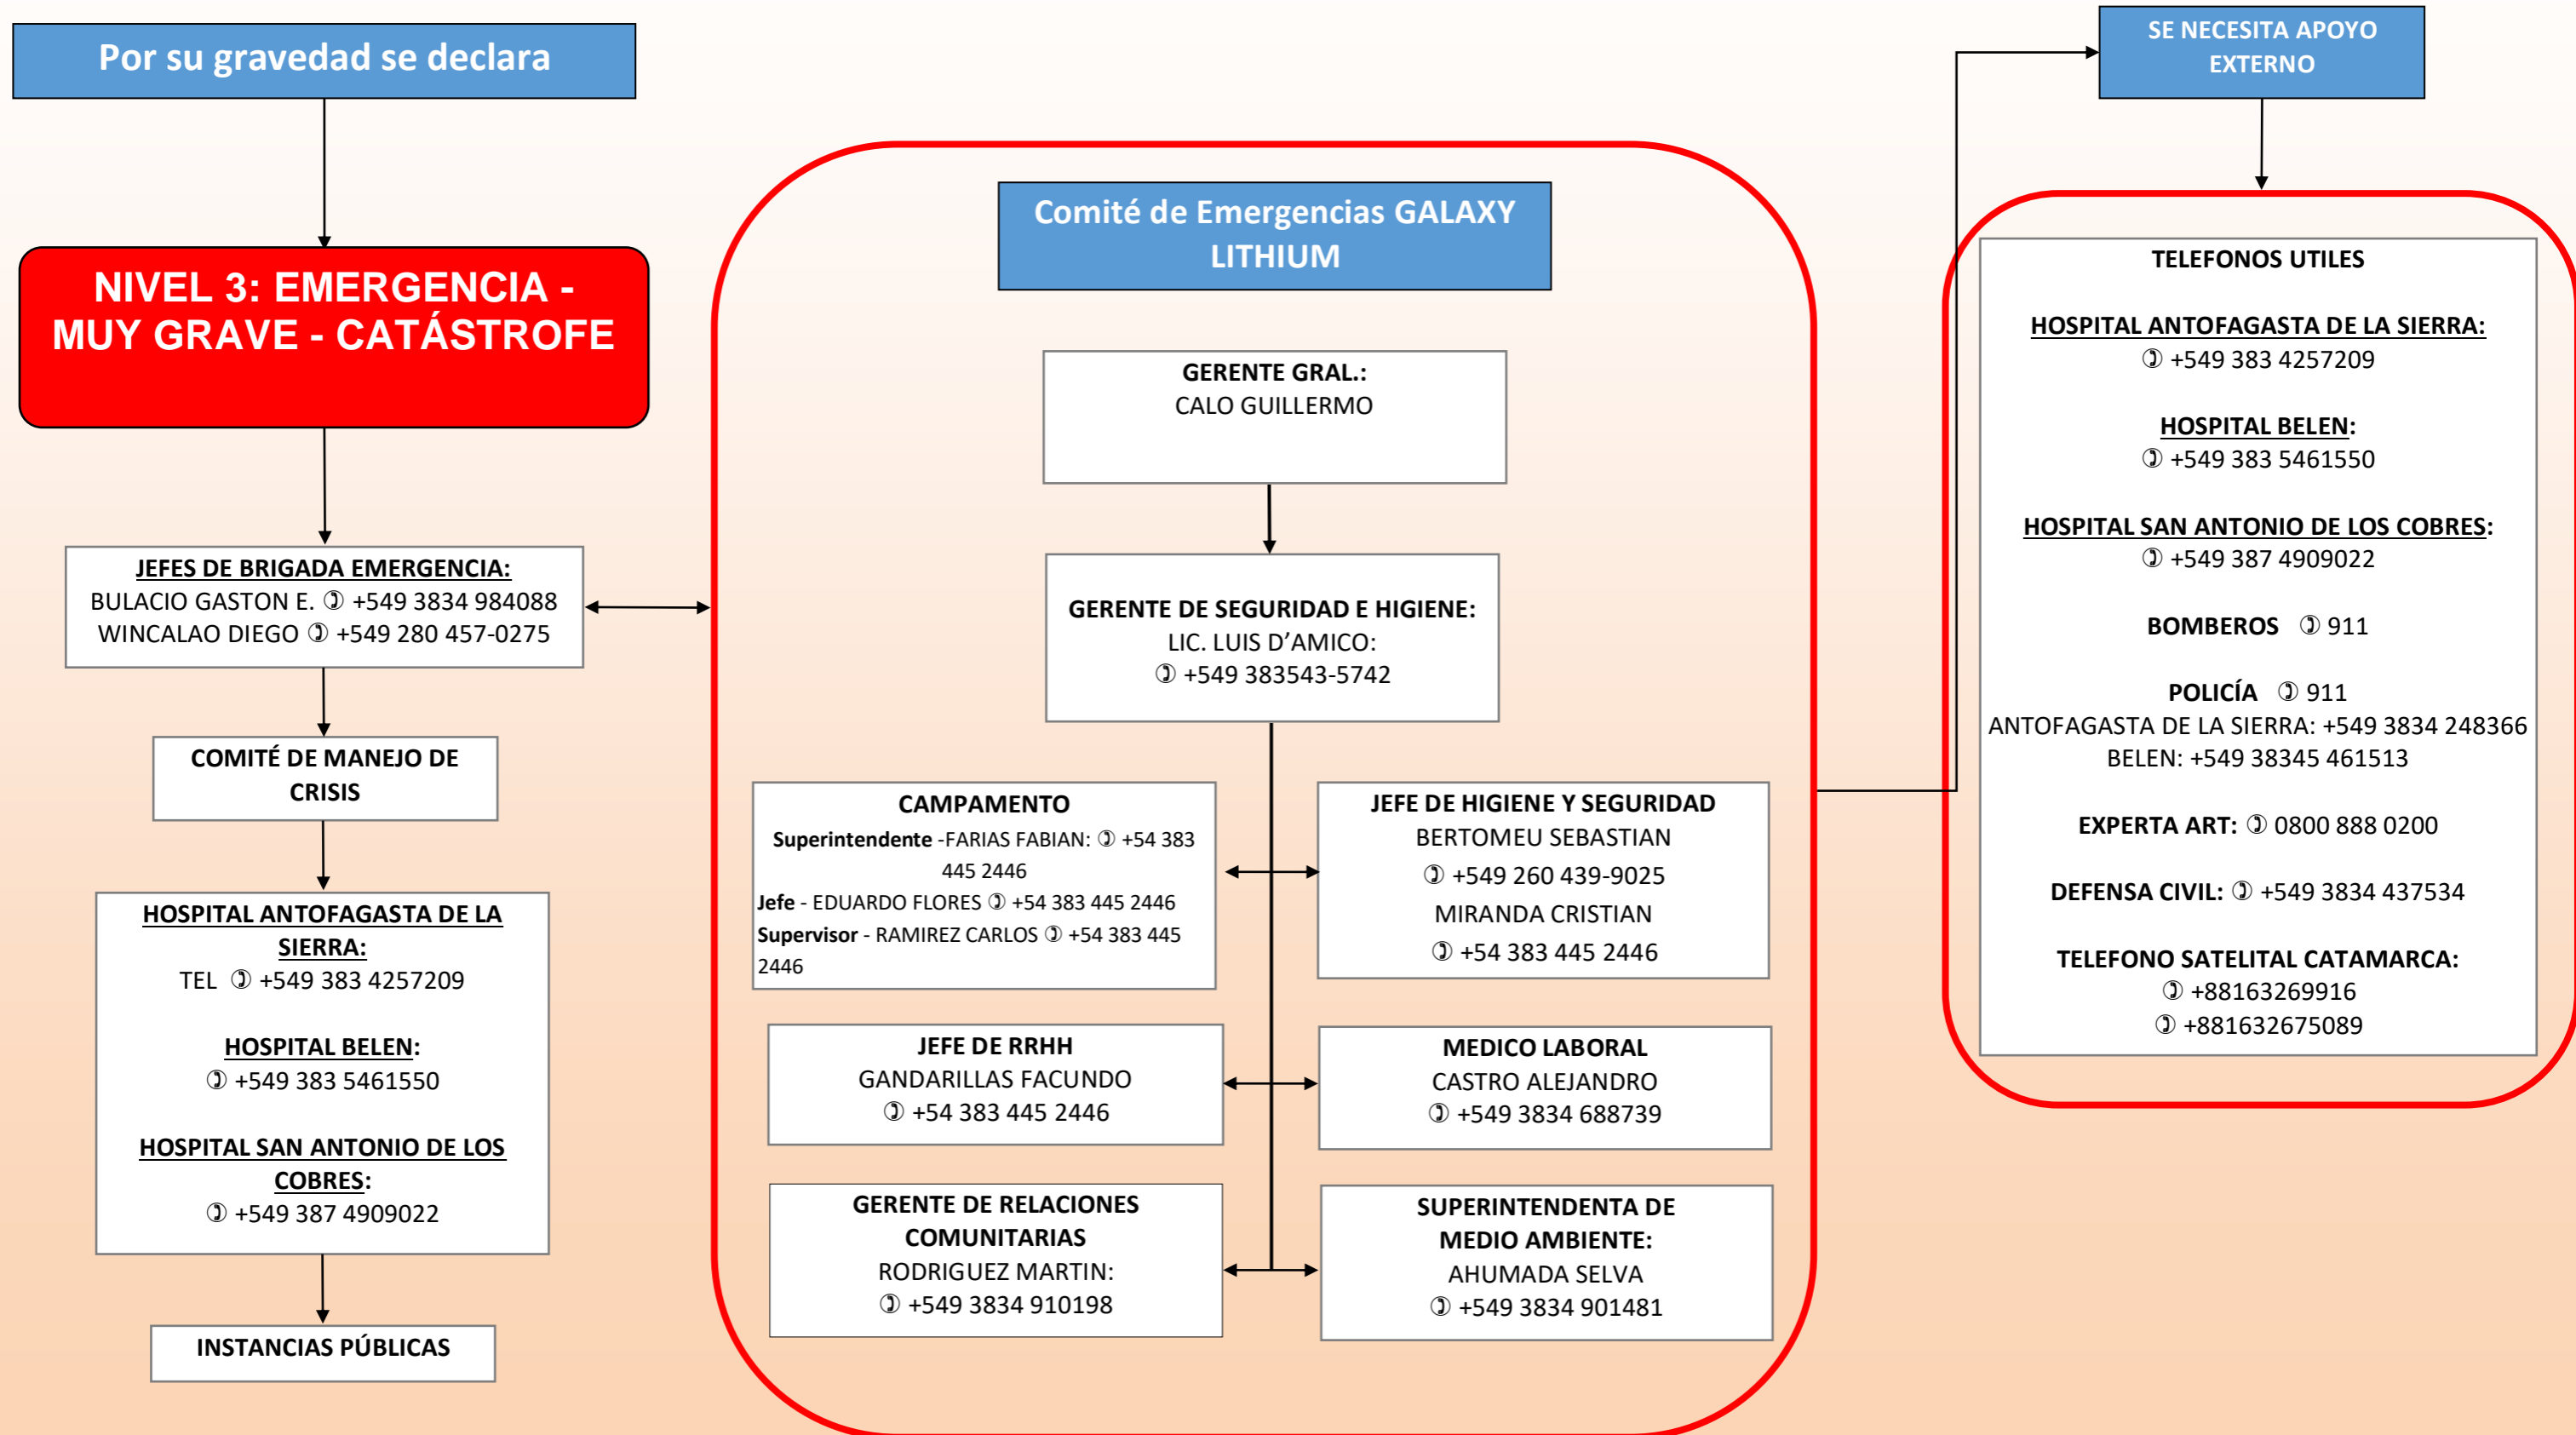 Por su gravedad se declara
NIVEL 3: EMERGENCIA -
MUY GRAVE - CATÁSTROFE
JEFES DE BRIGADA EMERGENCIA:
BULACIO GASTON E. ✆ +549 3834 984088
WINCALAO DIEGO ✆ +549 280 457-0275
COMITÉ DE MANEJO DE
CRISIS
HOSPITAL ANTOFAGASTA DE LA
SIERRA:
TEL ✆ +549 383 4257209
HOSPITAL BELEN:
✆ +549 383 5461550
HOSPITAL SAN ANTONIO DE LOS
COBRES:
✆ +549 387 4909022
INSTANCIAS PÚBLICAS
Comité de Emergencias GALAXY
LITHIUM
GERENTE GRAL.:
CALO GUILLERMO
GERENTE DE SEGURIDAD E HIGIENE:
LIC. LUIS D’AMICO:
✆ +549 383543-5742
CAMPAMENTO
Superintendente -FARIAS FABIAN: ✆ +54 383
445 2446
Jefe - EDUARDO FLORES ✆ +54 383 445 2446
Supervisor - RAMIREZ CARLOS ✆ +54 383 445
2446
JEFE DE HIGIENE Y SEGURIDAD
BERTOMEU SEBASTIAN
✆ +549 260 439-9025
MIRANDA CRISTIAN
✆ +54 383 445 2446
JEFE DE RRHH
GANDARILLAS FACUNDO
✆ +54 383 445 2446
MEDICO LABORAL
CASTRO ALEJANDRO
✆ +549 3834 688739
GERENTE DE RELACIONES
COMUNITARIAS
RODRIGUEZ MARTIN:
✆ +549 3834 910198
SUPERINTENDENTA DE
MEDIO AMBIENTE:
AHUMADA SELVA
✆ +549 3834 901481
SE NECESITA APOYO
EXTERNO
TELEFONOS UTILES
HOSPITAL ANTOFAGASTA DE LA SIERRA:
✆ +549 383 4257209
HOSPITAL BELEN:
✆ +549 383 5461550
HOSPITAL SAN ANTONIO DE LOS COBRES:
✆ +549 387 4909022
BOMBEROS ✆ 911
POLICÍA ✆ 911
ANTOFAGASTA DE LA SIERRA: +549 3834 248366
BELEN: +549 38345 461513
EXPERTA ART: ✆ 0800 888 0200
DEFENSA CIVIL: ✆ +549 3834 437534
TELEFONO SATELITAL CATAMARCA:
✆ +88163269916
✆ +881632675089